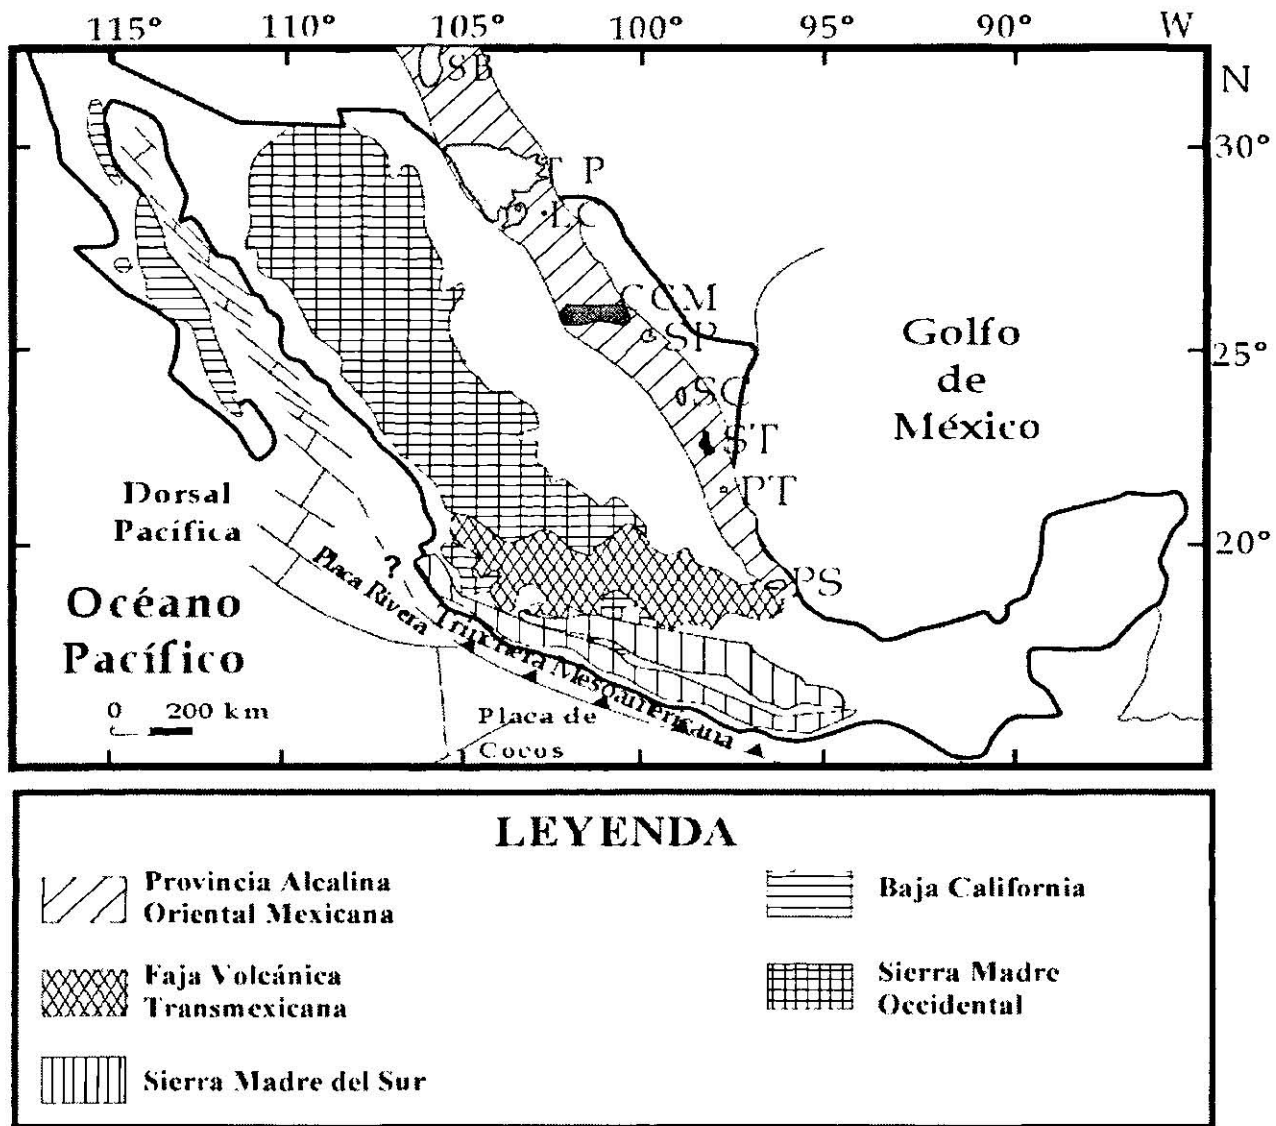 115° 110° 105° 100° 95° 90° W
N
SB
30°
T P
LC
CCM
SP
25°
SC
ST
PT
20°
PS
Golfo
de
México
Dorsal
Pacífica
?
Placa Rivera
Océano
Pacífico
Trinchera Mesoamericana
0 200 km
Placa de
Cocos
LEYENDA
Provincia Alcalina
Oriental Mexicana
Faja Volcánica
Transmexicana
Sierra Madre del Sur
Baja California
Sierra Madre
Occidental